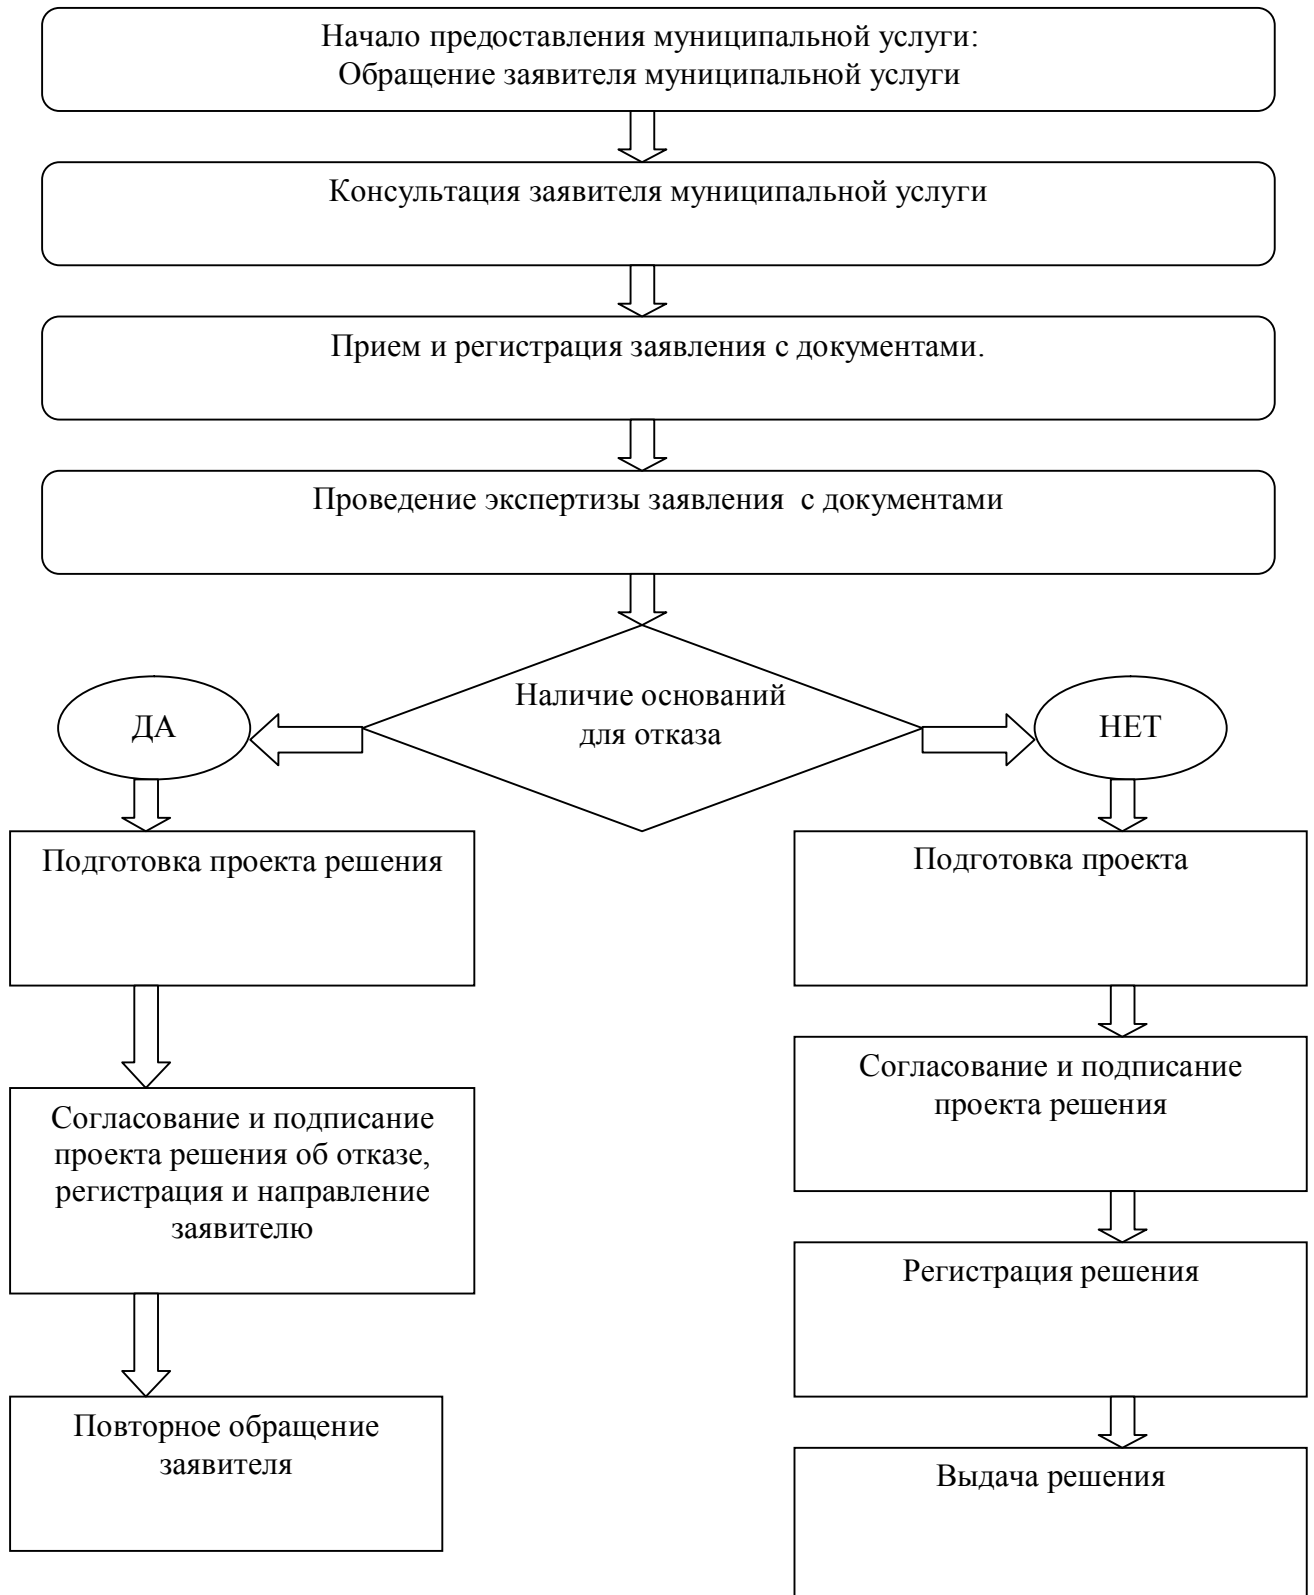 Начало предоставления муниципальной услуги:
Обращение заявителя муниципальной услуги
Консультация заявителя муниципальной услуги
Прием и регистрация заявления с документами.
Проведение экспертизы заявления  с документами
Наличие оснований
для отказа
ДА
НЕТ
Подготовка проекта решения
Согласование и подписание
проекта решения об отказе,
регистрация и направление
заявителю
Повторное обращение
заявителя
Подготовка проекта
Согласование и подписание
проекта решения
Регистрация решения
Выдача решения